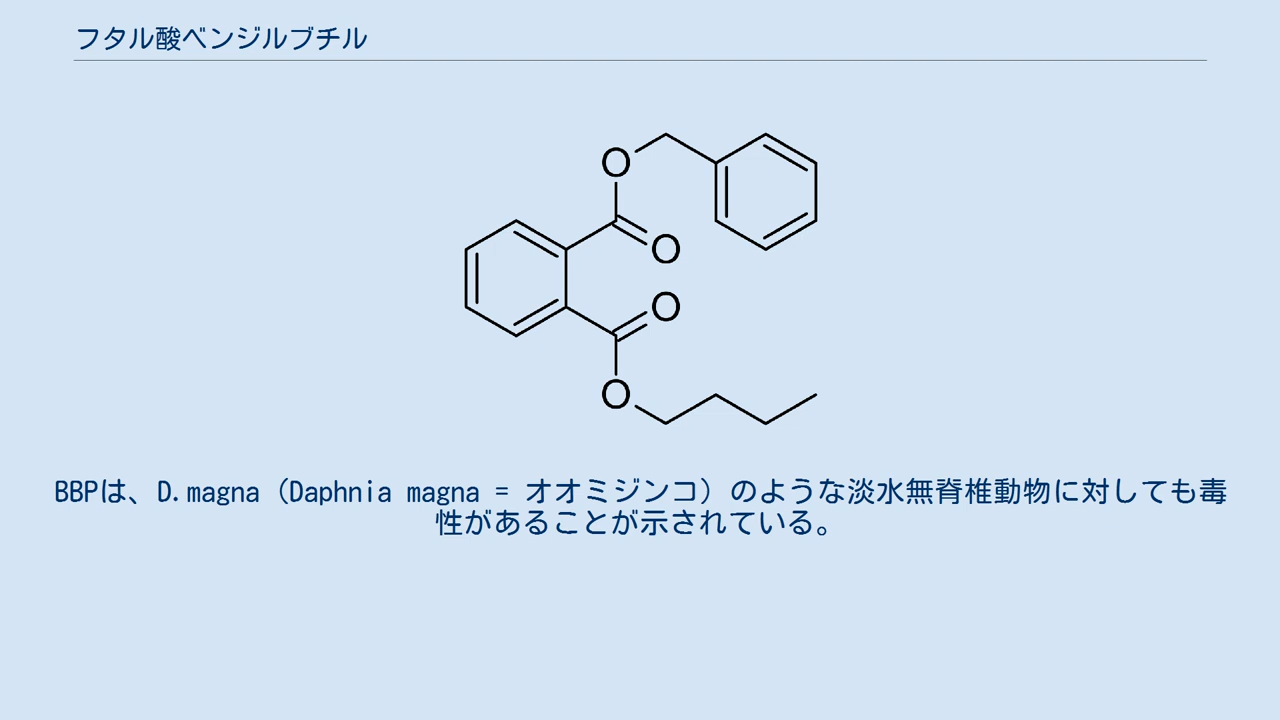 フタル酸ベンジルブチル
O
O
O
O
BBPは、D.magna（Daphnia magna = オオミジンコ）のような淡水無脊椎動物に対しても毒
性があることが示されている。